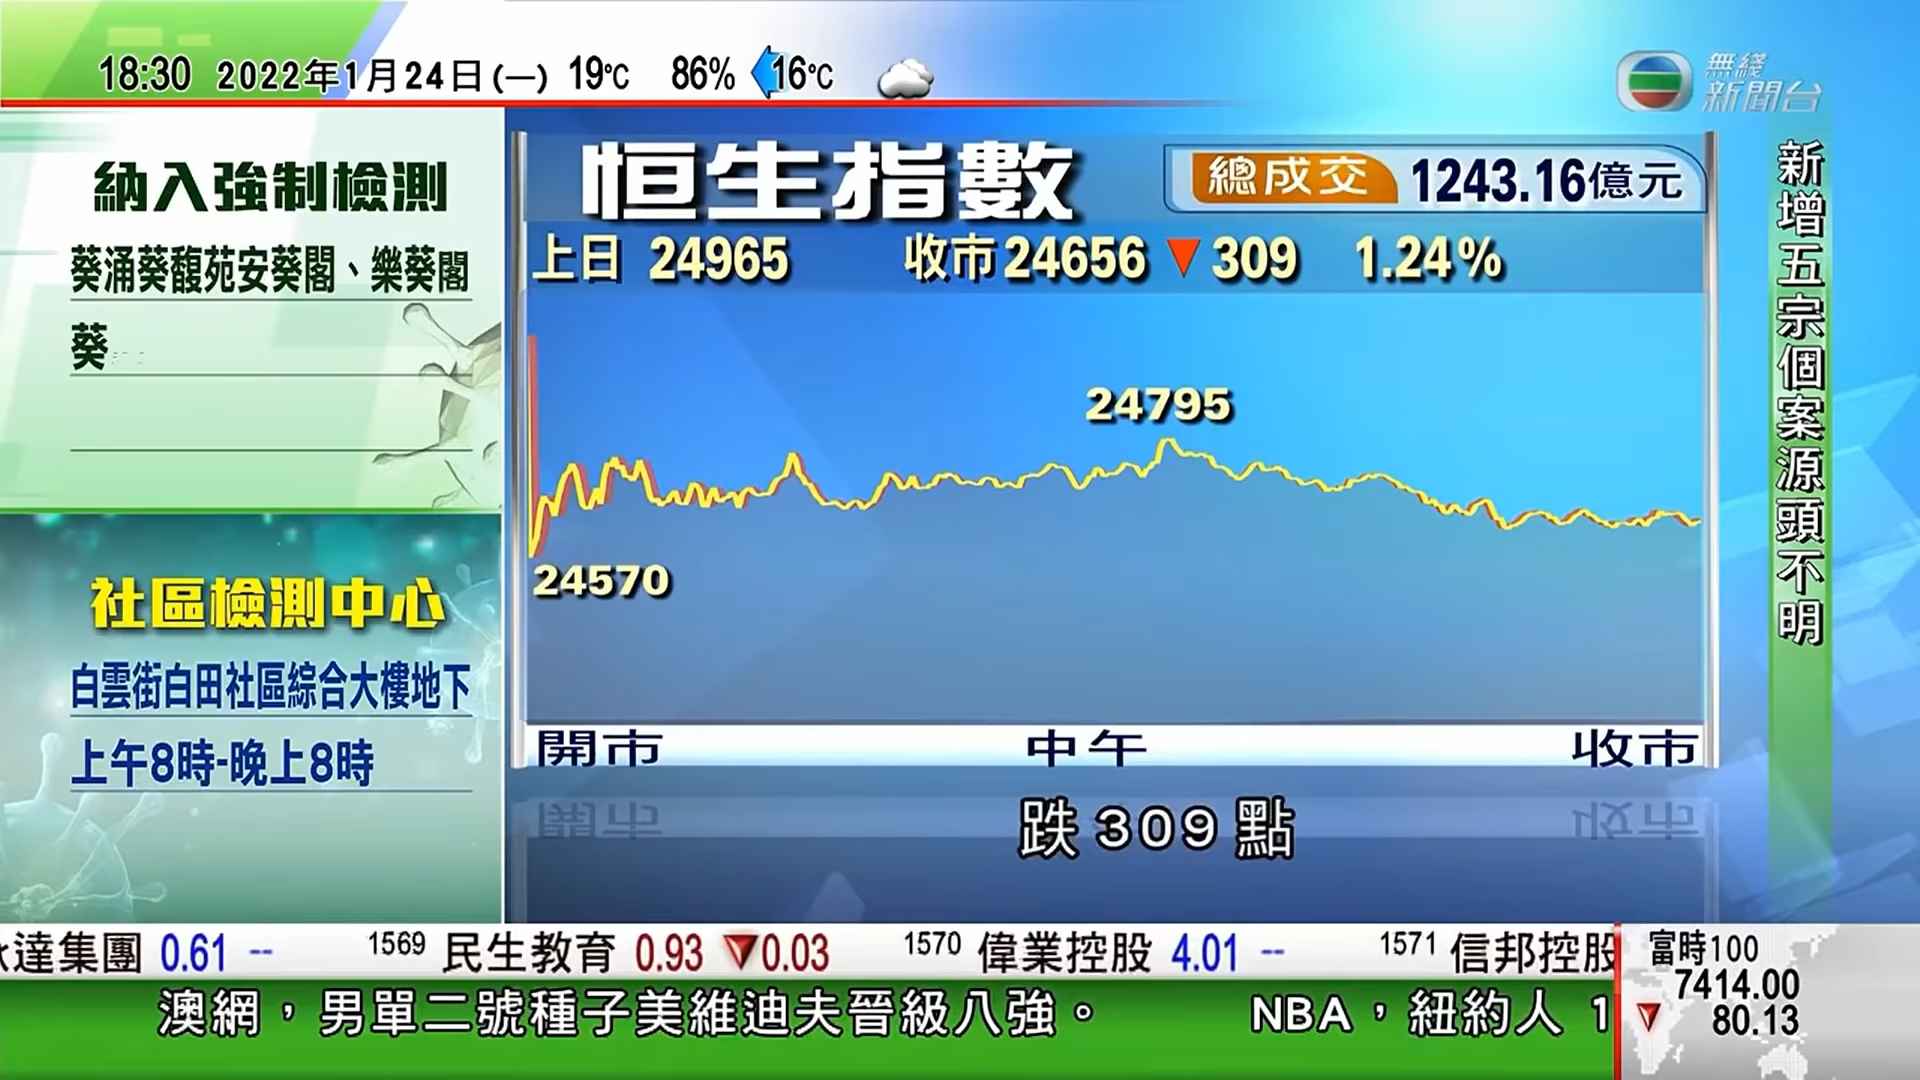 18:30 2022年1月24日(一) 19℃ 86% 16℃
無綫
新聞台
納入強制檢測
葵涌葵馥苑安葵閣、樂葵閣
葵
社區檢測中心
白雲街白田社區綜合大樓地下
上午8時-晚上8時
恒生指數
總成交 1243.16億元
上日 24965 收市 24656 ▼ 309 1.24%
24795
24570
開市 中午 收市
跌309點
新增五宗個案源頭不明
達集團 0.61 -- 1569 民生教育 0.93 ▼0.03 1570 偉業控股 4.01 -- 1571 信邦控股
澳網，男單二號種子美維迪夫晉級八強。 NBA，紐約人 1
富時100
7414.00
▼ 80.13